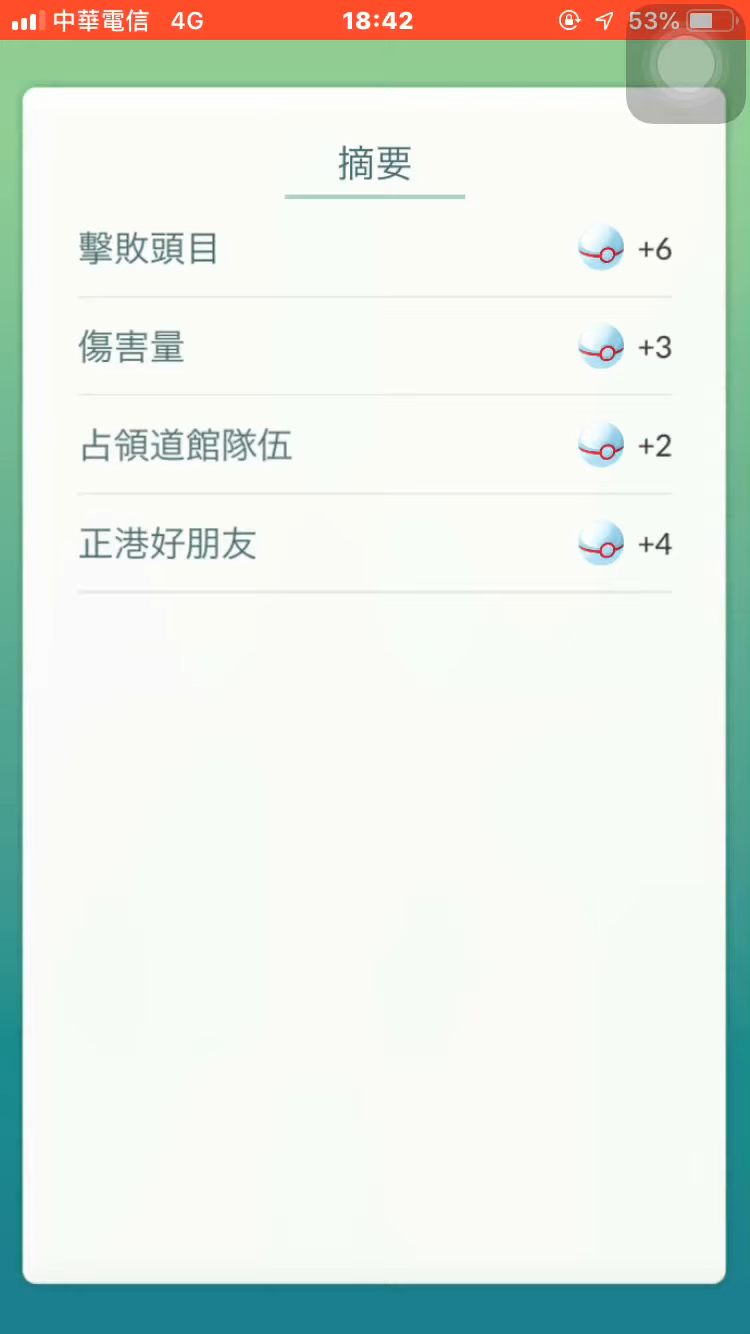 中華電信 4G 18:42 53%
摘要
擊敗頭目 +6
傷害量 +3
占領道館隊伍 +2
正港好朋友 +4